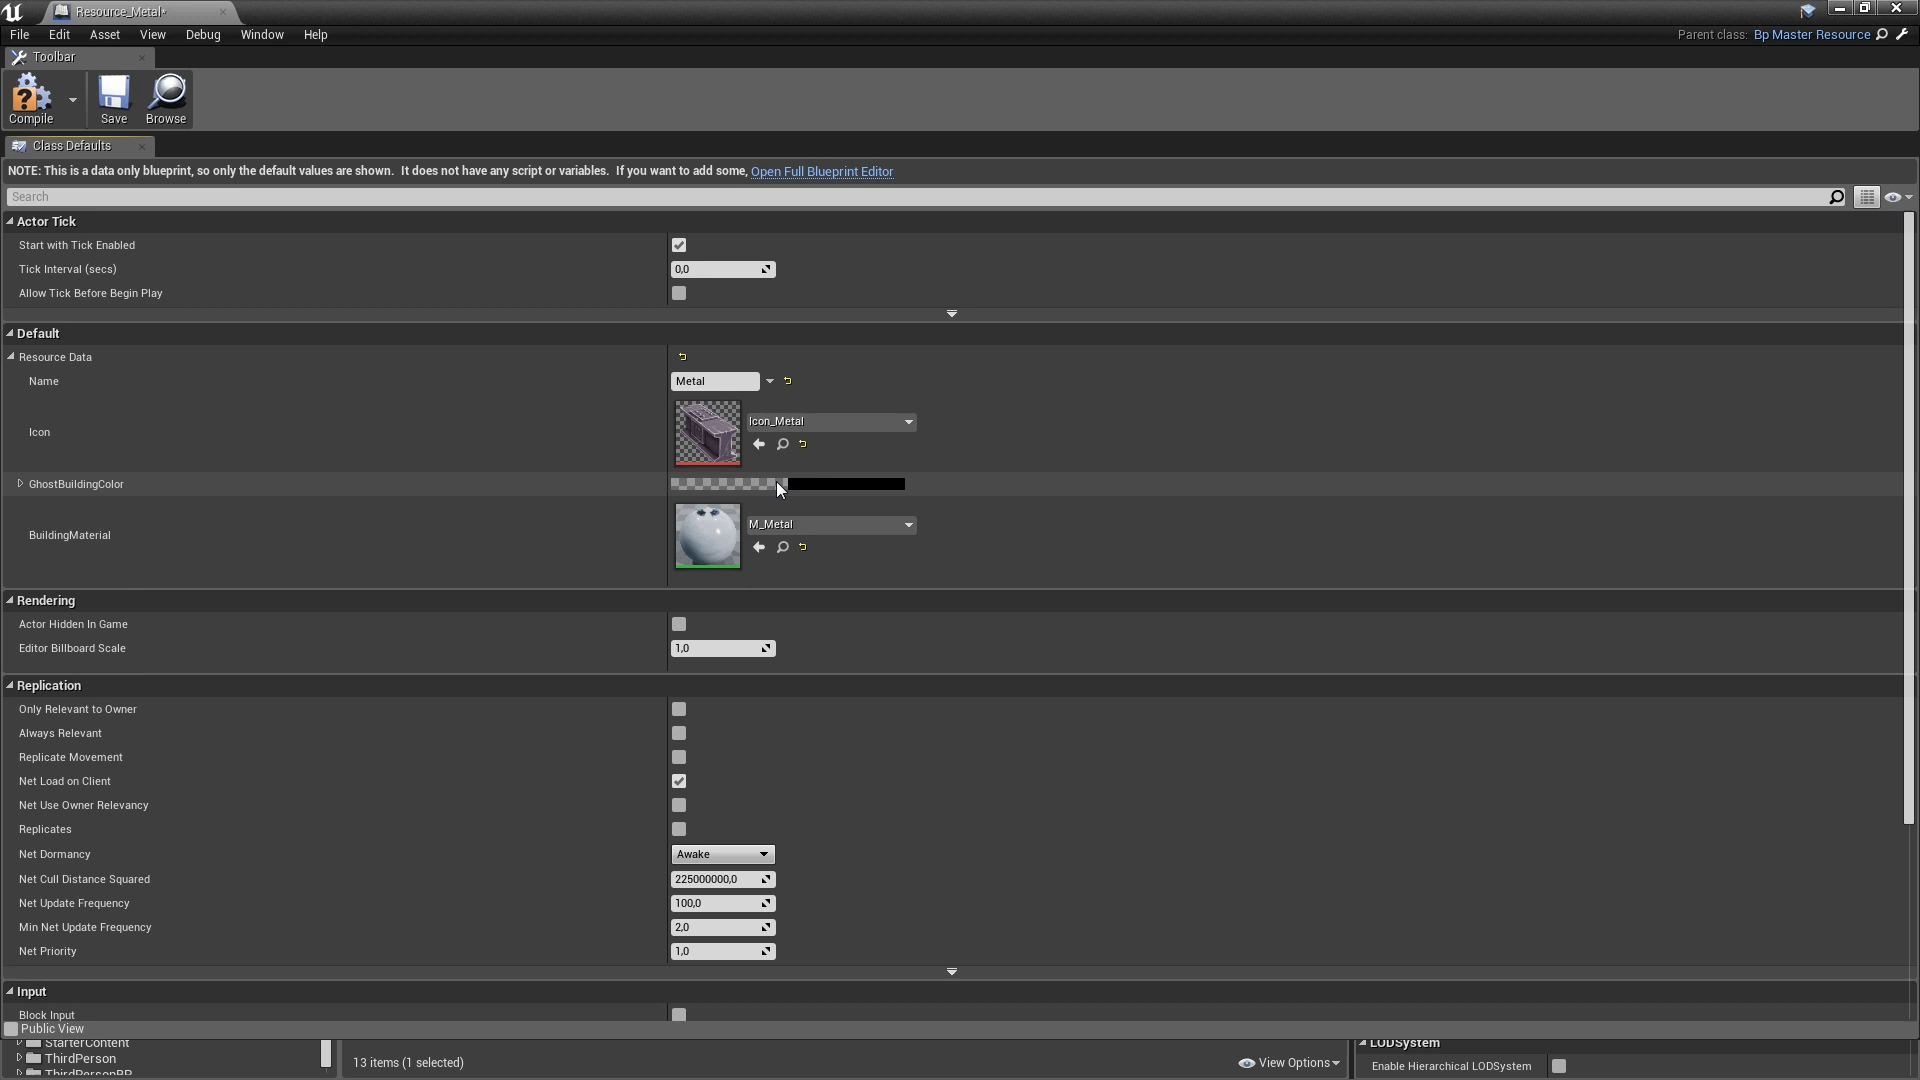 Resource_Metal*
File Edit Asset View Debug Window Help
Parent class: Bp Master Resource
Toolbar
Compile Save Browse
Class Defaults
NOTE: This is a data only blueprint, so only the default values are shown. It does not have any script or variables. If you want to add some, Open Full Blueprint Editor
Search
Actor Tick
Start with Tick Enabled
Tick Interval (secs) 0,0
Allow Tick Before Begin Play
Default
Resource Data
Name Metal
Icon Icon_Metal
GhostBuildingColor
BuildingMaterial M_Metal
Rendering
Actor Hidden In Game
Editor Billboard Scale 1,0
Replication
Only Relevant to Owner
Always Relevant
Replicate Movement
Net Load on Client
Net Use Owner Relevancy
Replicates
Net Dormancy Awake
Net Cull Distance Squared 225000000,0
Net Update Frequency 100,0
Min Net Update Frequency 2,0
Net Priority 1,0
Input
Block Input
Public View
StarterContent
ThirdPerson
ThirdPersonBP
13 items (1 selected)
View Options
LODSystem
Enable Hierarchical LODSystem